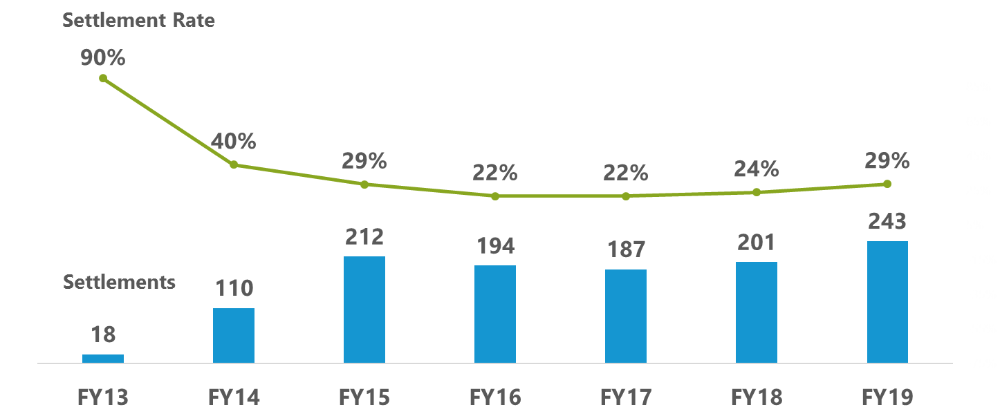 Settlement Rate
90%
40%
29%
22%
22%
24%
29%
Settlements
18
110
212
194
187
201
243
FY13
FY14
FY15
FY16
FY17
FY18
FY19